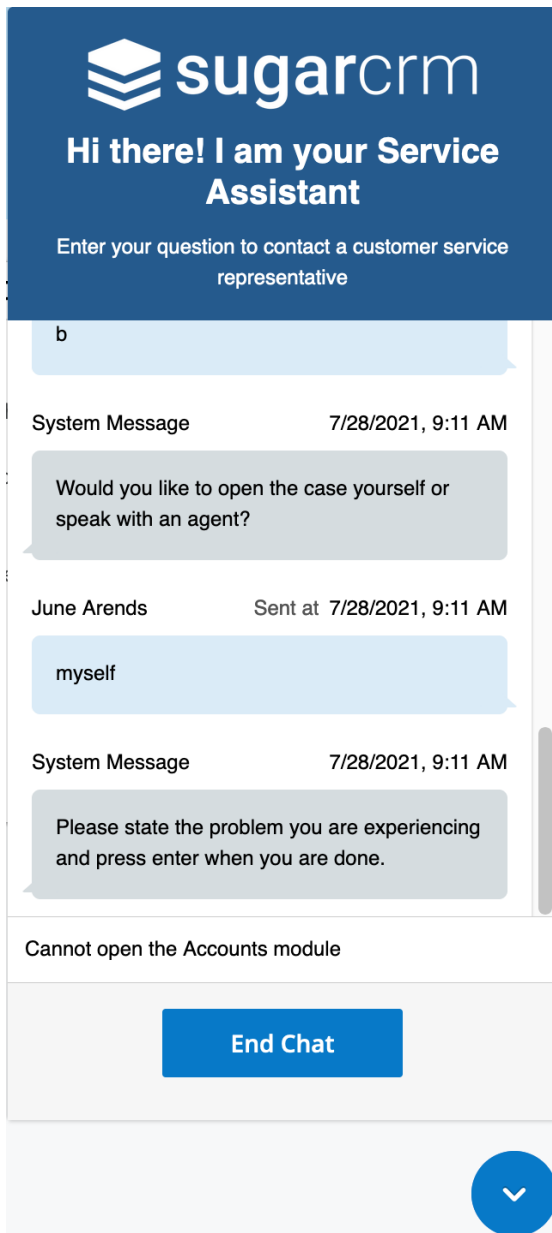 sugarcrm
Hi there! I am your Service
Assistant
Enter your question to contact a customer service
representative
b
System Message 7/28/2021, 9:11 AM
Would you like to open the case yourself or
speak with an agent?
June Arends Sent at 7/28/2021, 9:11 AM
myself
System Message 7/28/2021, 9:11 AM
Please state the problem you are experiencing
and press enter when you are done.
Cannot open the Accounts module
End Chat